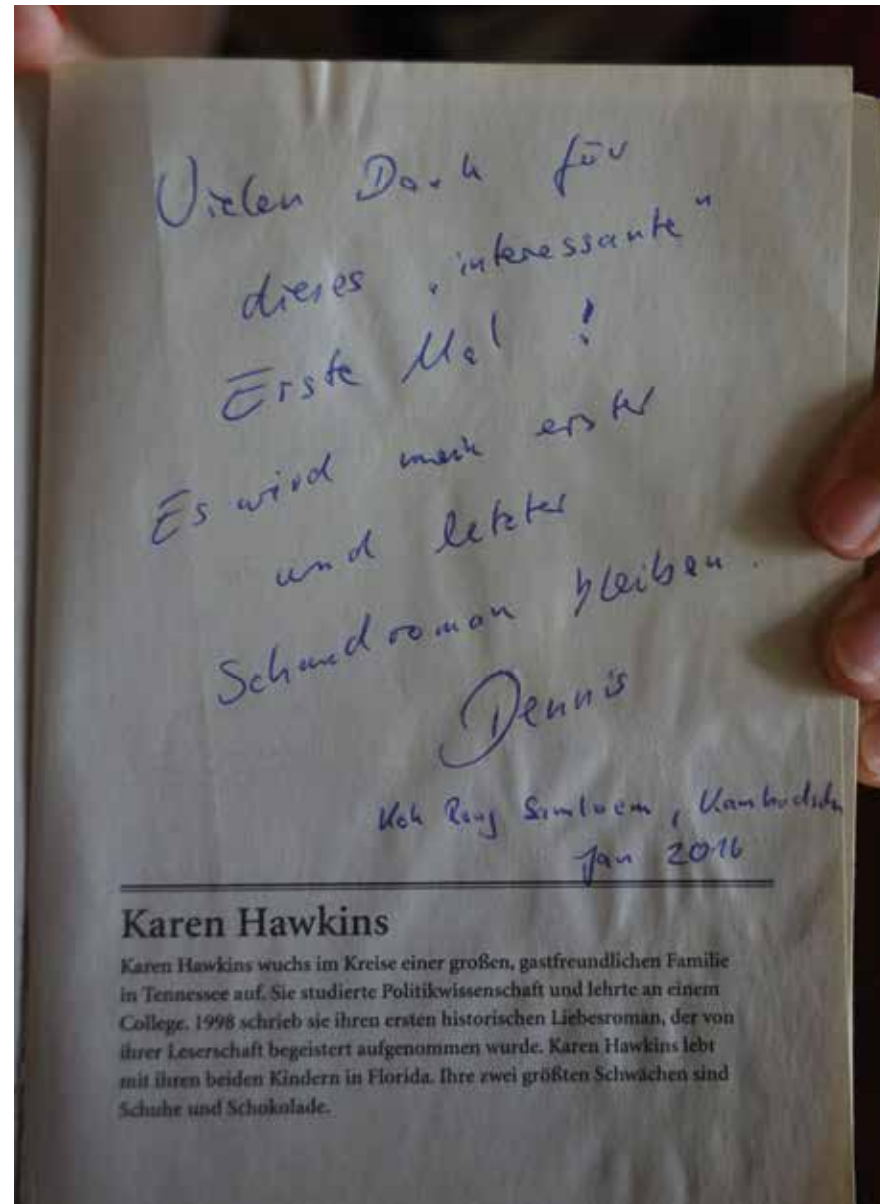 Vielen Dank für
dieses „interessante"
Erste Mal !
Es wird mein erster
und letzter
Schundroman bleiben.
Dennis
Koh Rong Samloem, Kambodscha
Jan 2016
Karen Hawkins
Karen Hawkins wuchs im Kreise einer großen, gastfreundlichen Familie
in Tennessee auf. Sie studierte Politikwissenschaft und lehrte an einem
College. 1998 schrieb sie ihren ersten historischen Liebesroman, der von
ihrer Leserschaft begeistert aufgenommen wurde. Karen Hawkins lebt
mit ihren beiden Kindern in Florida. Ihre zwei größten Schwächen sind
Schuhe und Schokolade.